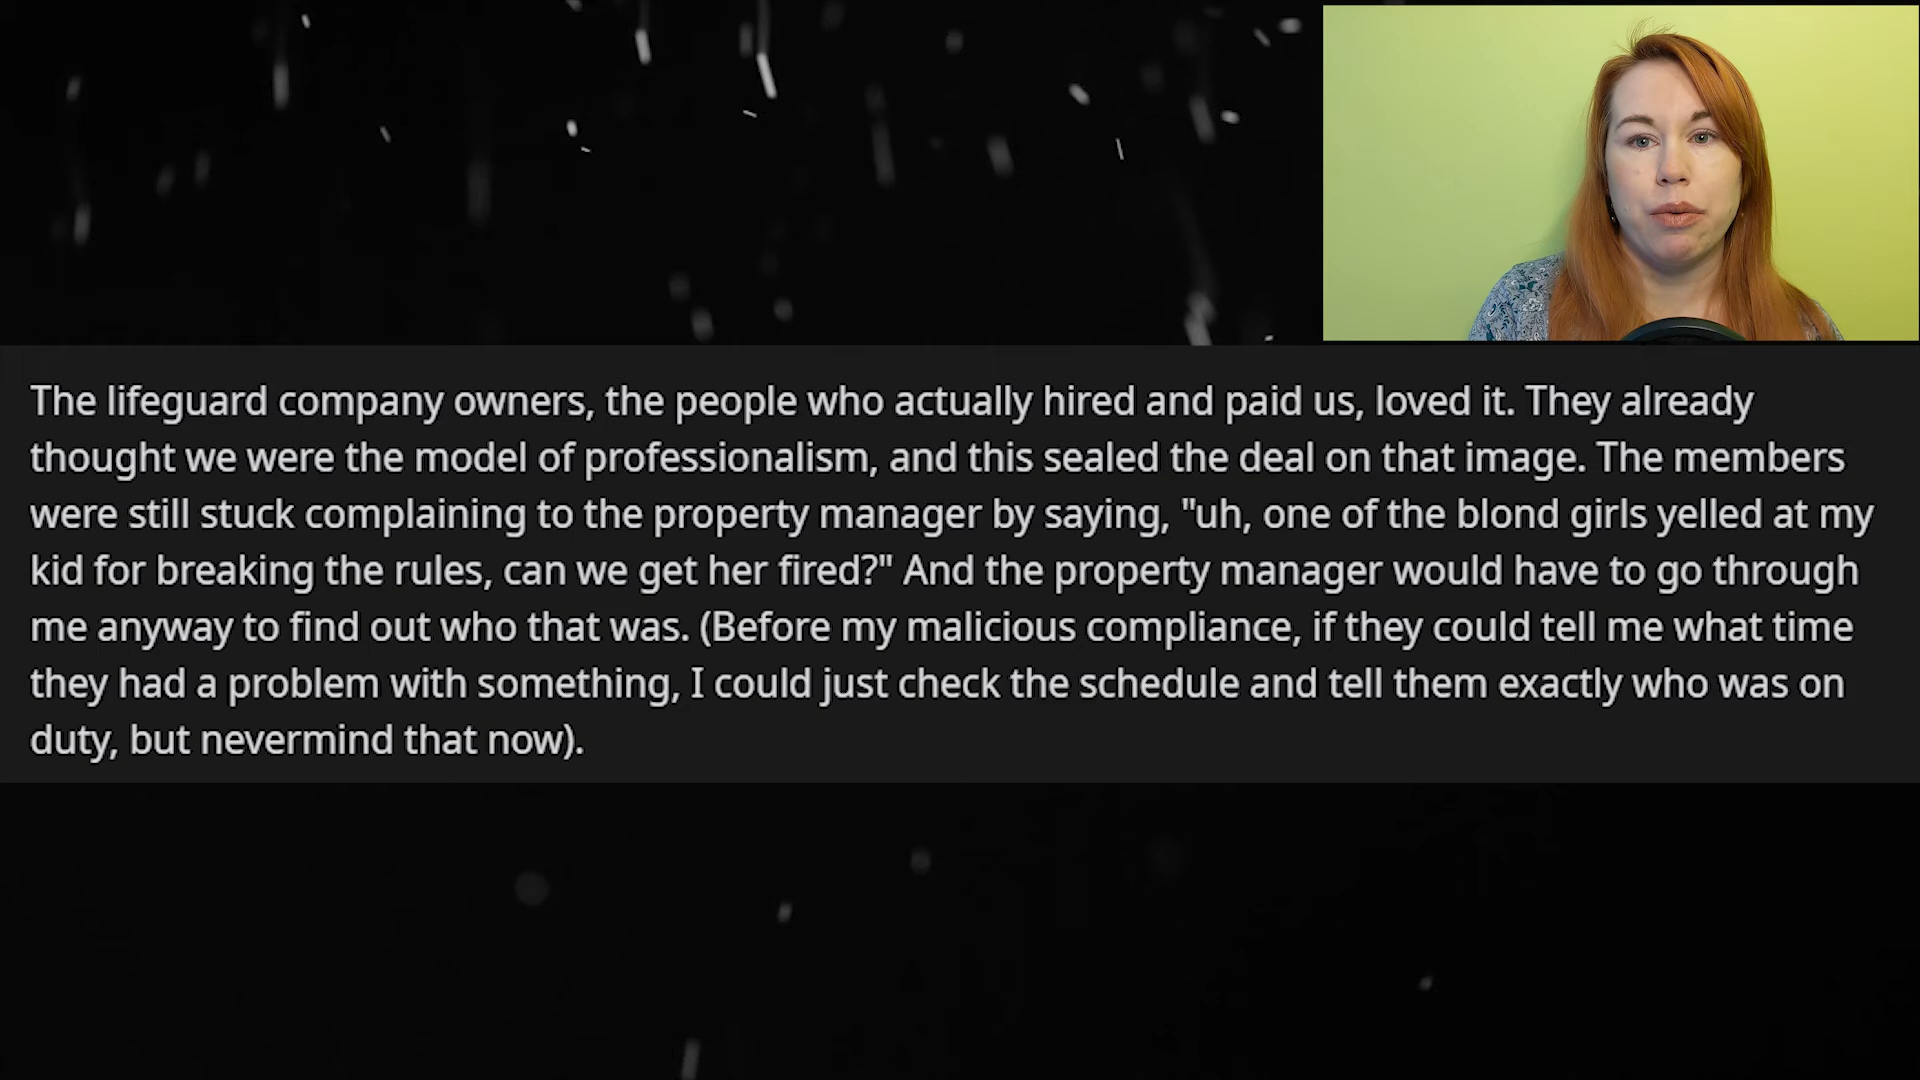 The lifeguard company owners, the people who actually hired and paid us, loved it. They already
thought we were the model of professionalism, and this sealed the deal on that image. The members
were still stuck complaining to the property manager by saying, "uh, one of the blond girls yelled at my
kid for breaking the rules, can we get her fired?" And the property manager would have to go through
me anyway to find out who that was. (Before my malicious compliance, if they could tell me what time
they had a problem with something, I could just check the schedule and tell them exactly who was on
duty, but nevermind that now).